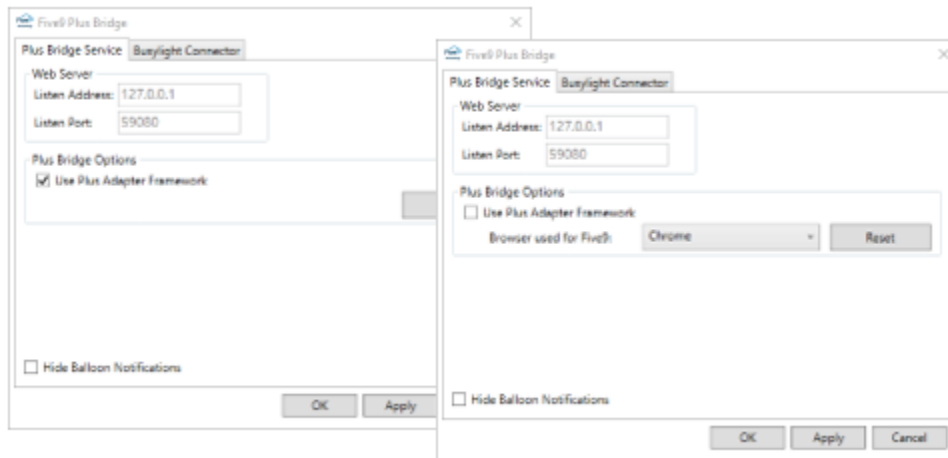 Five9 Plus Bridge
Plus Bridge Service Busylight Connector
Web Server
Listen Address: 127.0.0.1
Listen Port: 59080
Plus Bridge Options
Use Plus Adapter Framework
Hide Balloon Notifications
OK Apply
Five9 Plus Bridge
Plus Bridge Service Busylight Connector
Web Server
Listen Address: 127.0.0.1
Listen Port: 59080
Plus Bridge Options
Use Plus Adapter Framework
Browser used for Five9: Chrome Reset
Hide Balloon Notifications
OK Apply Cancel